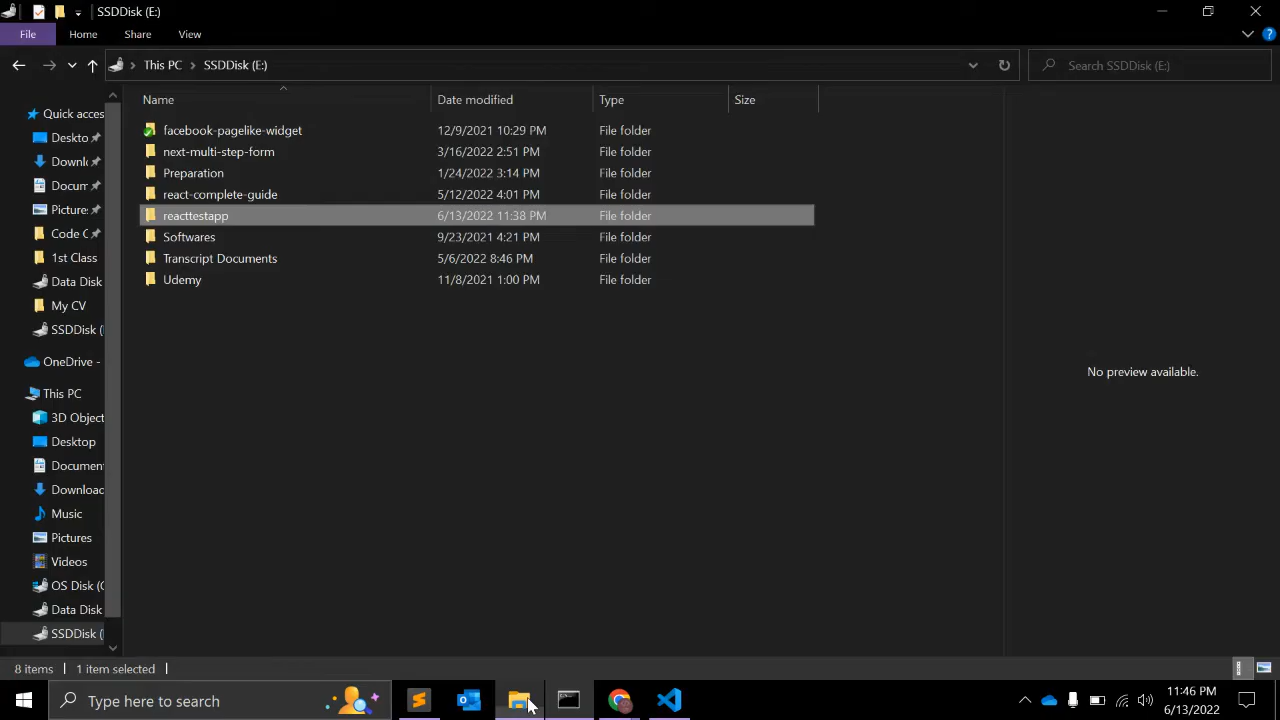 SSDDisk (E:)
File Home Share View
This PC SSDDisk (E:) Search SSDDisk (E:)
Name Date modified Type Size
facebook-pagelike-widget 12/9/2021 10:29 PM File folder
next-multi-step-form 3/16/2022 2:51 PM File folder
Preparation 1/24/2022 3:14 PM File folder
react-complete-guide 5/12/2022 4:01 PM File folder
reacttestapp 6/13/2022 11:38 PM File folder
Softwares 9/23/2021 4:21 PM File folder
Transcript Documents 5/6/2022 8:46 PM File folder
Udemy 11/8/2021 1:00 PM File folder
Quick acces
Deskto
Downl
Docum
Picture
Code C
1st Class
Data Disk
My CV
SSDDisk (
OneDrive -
This PC
3D Object
Desktop
Documen
Download
Music
Pictures
Videos
OS Disk (C
Data Disk
SSDDisk (
No preview available.
8 items 1 item selected
Type here to search
11:46 PM
6/13/2022